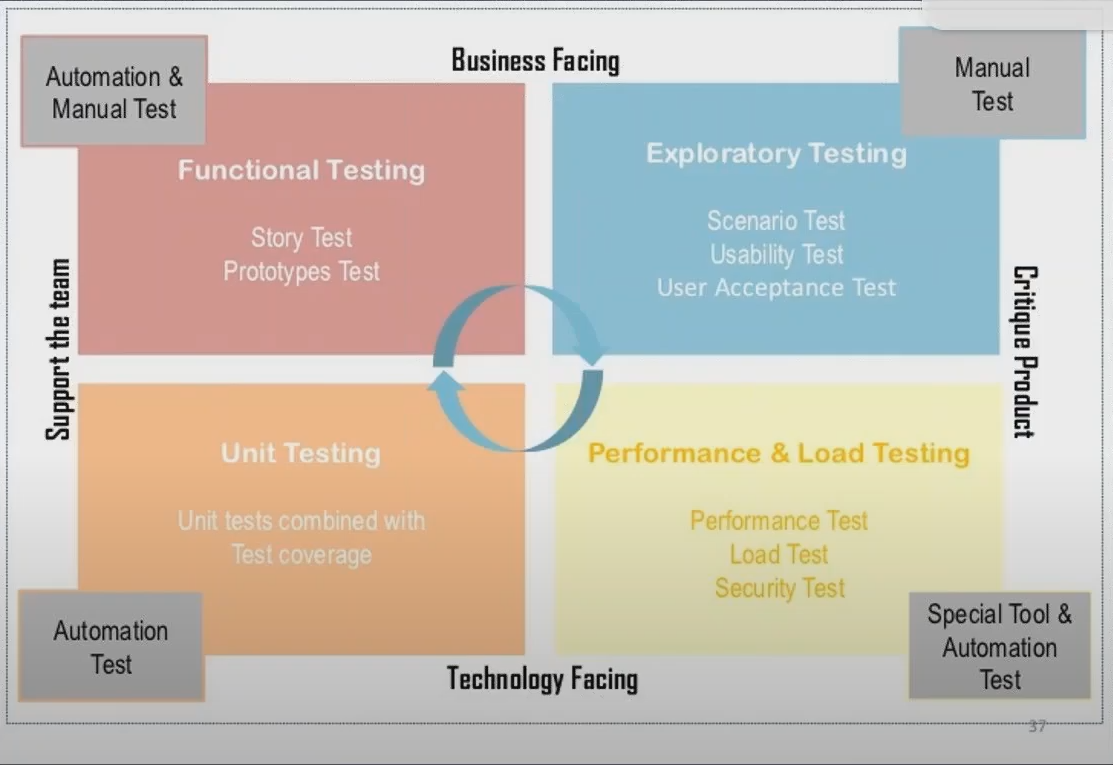 Business Facing
Automation &
Manual Test
Manual
Test
Functional Testing
Story Test
Prototypes Test
Exploratory Testing
Scenario Test
Usability Test
User Acceptance Test
Support the team
Critique Product
Unit Testing
Unit tests combined with
Test coverage
Performance & Load Testing
Performance Test
Load Test
Security Test
Automation
Test
Special Tool &
Automation
Test
Technology Facing
37